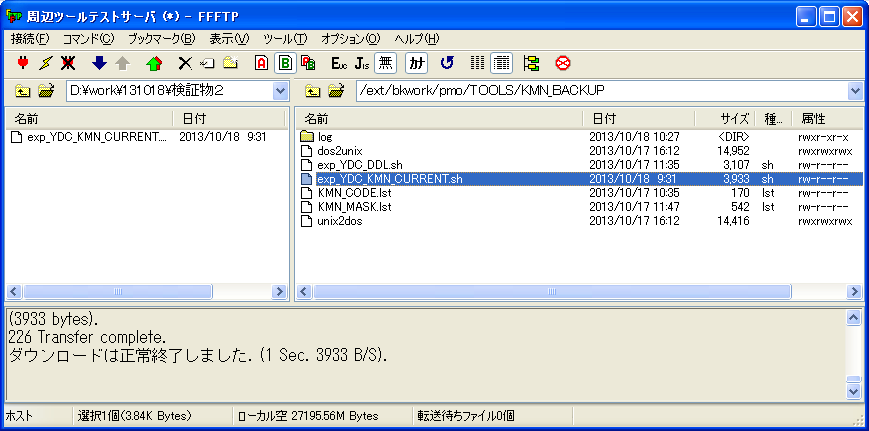 周辺ツールテストサーバ (*) - FFFTP
接続(F) コマンド(C) ブックマーク(B) 表示(V) ツール(T) オプション(O) ヘルプ(H)
A B B Euc Jis 無 カナ
D:¥work¥131018¥検証物2 /ext/bkwork/pmo/TOOLS/KMN_BACKUP
名前 日付 名前 日付 サイズ 種... 属性
exp_YDC_KMN_CURRENT.... 2013/10/18 9:31 log 2013/10/18 10:27 <DIR> rwxr-xr-x
dos2unix 2013/10/17 16:12 14,952 rwxrwxrwx
exp_YDC_DDL.sh 2013/10/17 11:35 3,107 sh rw-r--r--
exp_YDC_KMN_CURRENT.sh 2013/10/18 9:31 3,933 sh rw-r--r--
KMN_CODE.lst 2013/10/17 10:35 170 lst rw-r--r--
KMN_MASK.lst 2013/10/17 11:47 542 lst rw-r--r--
unix2dos 2013/10/17 16:12 14,416 rwxrwxrwx
(3933 bytes).
226 Transfer complete.
ダウンロードは正常終了しました. (1 Sec. 3933 B/S).
ホスト 選択1個(3.84K Bytes) ローカル空 27195.56M Bytes 転送待ちファイル0個